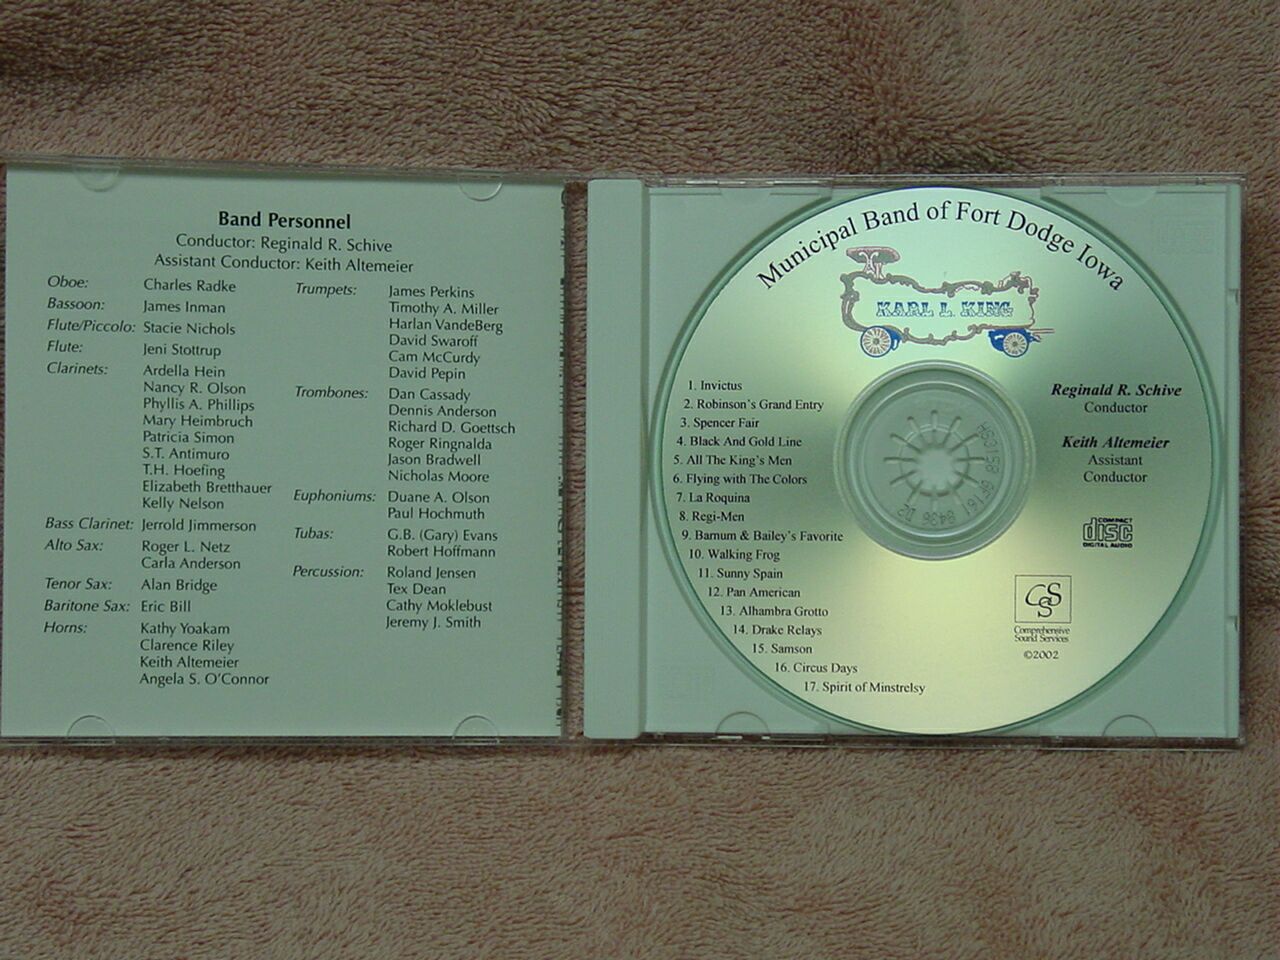 Band Personnel
Conductor: Reginald R. Schive
Assistant Conductor: Keith Altemeier
Oboe: Charles Radke
Bassoon: James Inman
Flute/Piccolo: Stacie Nichols
Flute: Jeni Stottrup
Clarinets: Ardella Hein
Nancy R. Olson
Phyllis A. Phillips
Mary Heimbruch
Patricia Simon
S.T. Antimuro
T.H. Hoefing
Elizabeth Bretthauer
Kelly Nelson
Bass Clarinet: Jerrold Jimmerson
Alto Sax: Roger L. Netz
Carla Anderson
Tenor Sax: Alan Bridge
Baritone Sax: Eric Bill
Horns: Kathy Yoakam
Clarence Riley
Keith Altemeier
Angela S. O'Connor
Trumpets: James Perkins
Timothy A. Miller
Harlan VandeBerg
David Swaroff
Cam McCurdy
David Pepin
Trombones: Dan Cassady
Dennis Anderson
Richard D. Goettsch
Roger Ringnalda
Jason Bradwell
Nicholas Moore
Euphoniums: Duane A. Olson
Paul Hochmuth
Tubas: G.B. (Gary) Evans
Robert Hoffmann
Percussion: Roland Jensen
Tex Dean
Cathy Moklebust
Jeremy J. Smith
Municipal Band of Fort Dodge Iowa
KARL L. KING
1. Invictus
2. Robinson's Grand Entry
3. Spencer Fair
4. Black And Gold Line
5. All The King's Men
6. Flying with The Colors
7. La Roquina
8. Regi-Men
9. Barnum & Bailey's Favorite
10. Walking Frog
11. Sunny Spain
12. Pan American
13. Alhambra Grotto
14. Drake Relays
15. Samson
16. Circus Days
17. Spirit of Minstrelsy
Reginald R. Schive
Conductor
Keith Altemeier
Assistant
Conductor
COMPACT
disc
DIGITAL AUDIO
CSS
Comprehensive
Sound Services
©2002